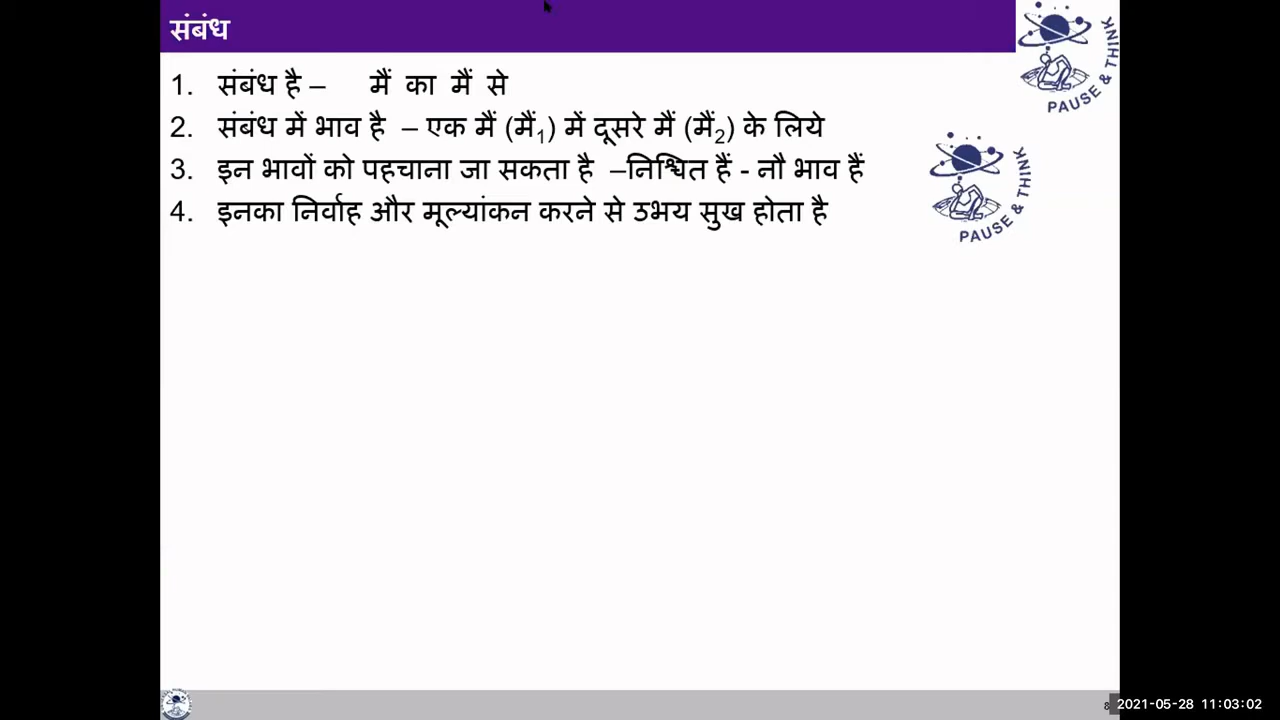 संबंध
PAUSE & THINK
1. संबंध है – मैं का मैं से
2. संबंध में भाव है – एक मैं (मैं1) में दूसरे मैं (मैं2) के लिये
3. इन भावों को पहचाना जा सकता है –निश्चित हैं - नौ भाव हैं
4. इनका निर्वाह और मूल्यांकन करने से उभय सुख होता है
PAUSE & THINK
2021-05-28 11:03:02